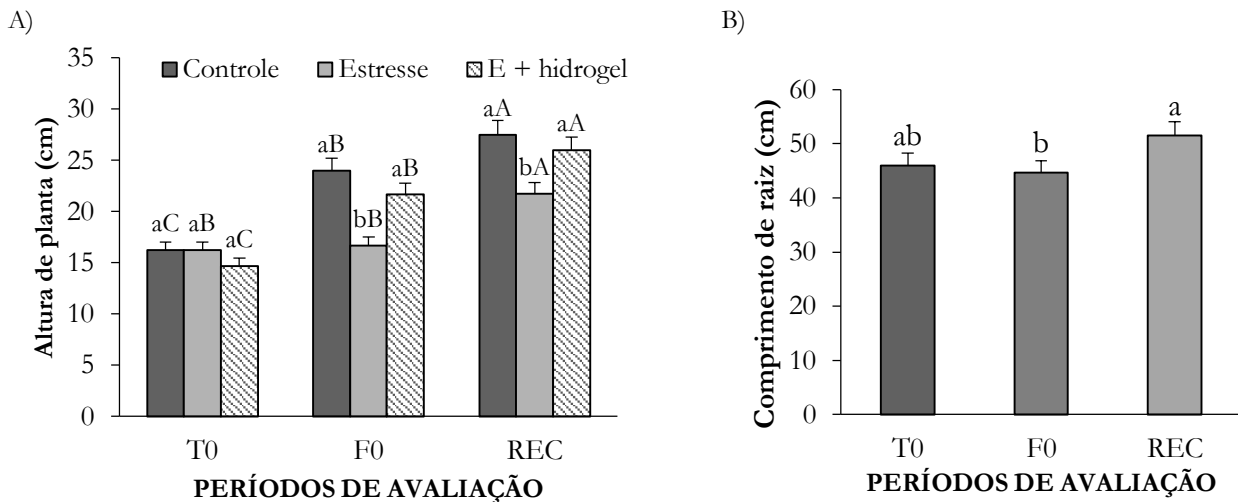 A)
35
30
25
20
15
10
5
0
Altura de planta (cm)
Controle Estresse E + hidrogel
aC aB aC
aB bB aB
aA bA aA
T0 F0 REC
PERÍODOS DE AVALIAÇÃO
B)
60
50
40
30
20
10
0
Comprimento de raiz (cm)
ab b a
T0 F0 REC
PERÍODOS DE AVALIAÇÃO